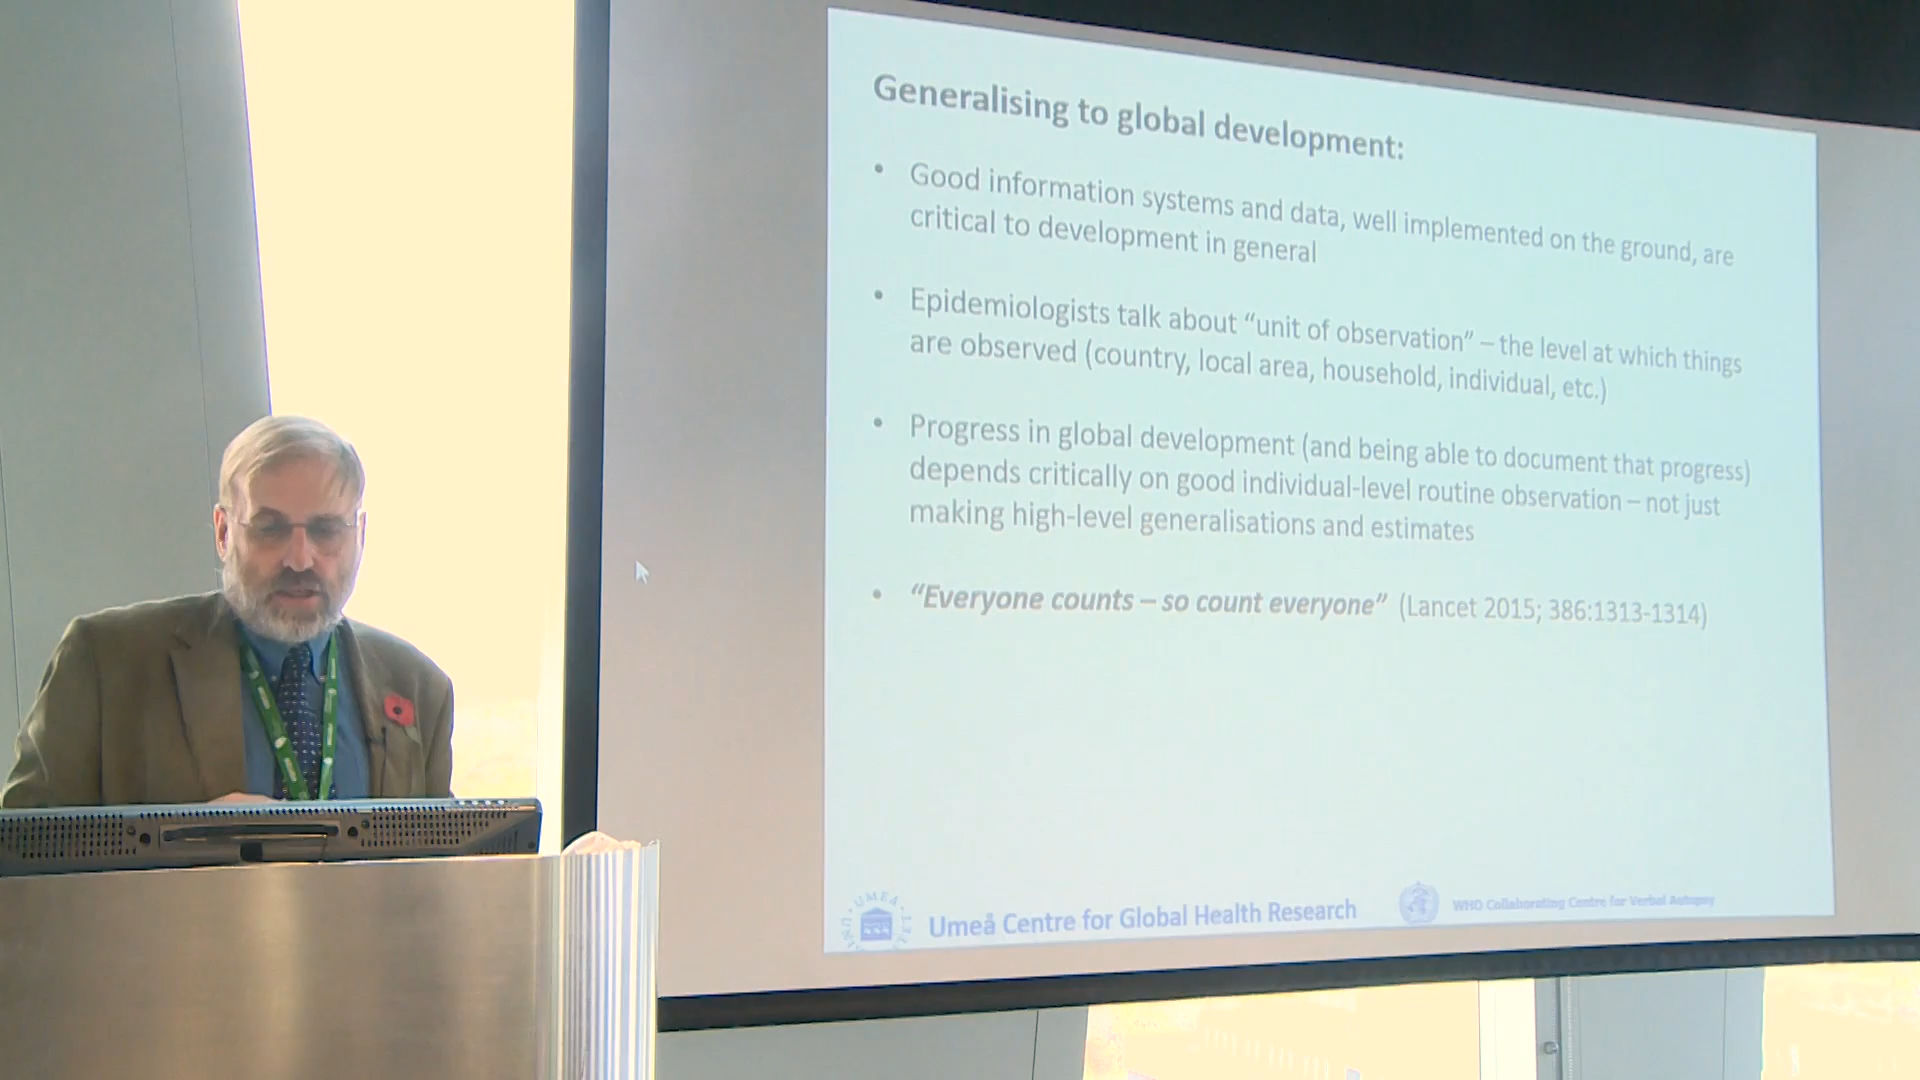 Generalising to global development:
• Good information systems and data, well implemented on the ground, are
critical to development in general
• Epidemiologists talk about “unit of observation” – the level at which things
are observed (country, local area, household, individual, etc.)
• Progress in global development (and being able to document that progress)
depends critically on good individual-level routine observation – not just
making high-level generalisations and estimates
• “Everyone counts – so count everyone” (Lancet 2015; 386:1313-1314)
UMEÅ
Umeå Centre for Global Health Research
WHO Collaborating Centre for Verbal Autopsy